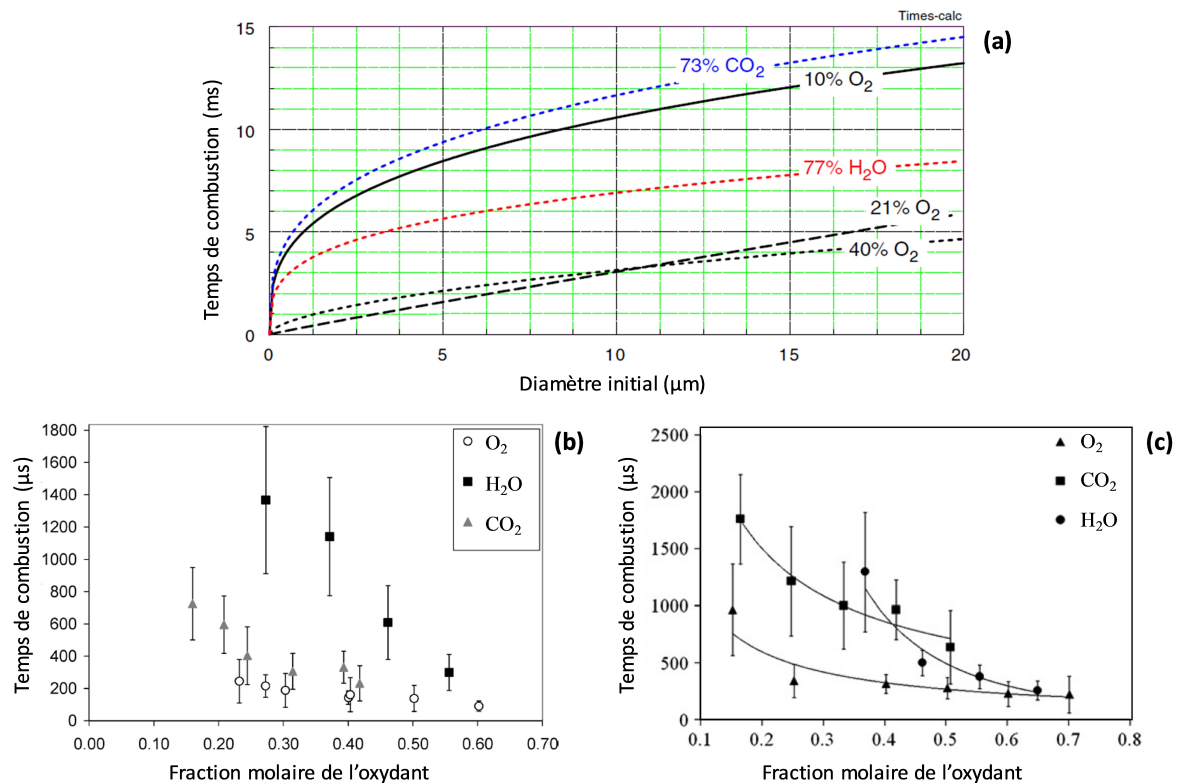 Times-calc
(a)
15
10
5
0
Temps de combustion (ms)
73% CO₂
10% O₂
77% H₂O
21% O₂
40% O₂
0 5 10 15 20
Diamètre initial (µm)
(b)
1800
1600
1400
1200
1000
800
600
400
200
0
Temps de combustion (µs)
O₂
H₂O
CO₂
0.00 0.10 0.20 0.30 0.40 0.50 0.60 0.70
Fraction molaire de l’oxydant
(c)
2500
2000
1500
1000
500
0
Temps de combustion (µs)
O₂
CO₂
H₂O
0.1 0.2 0.3 0.4 0.5 0.6 0.7 0.8
Fraction molaire de l’oxydant